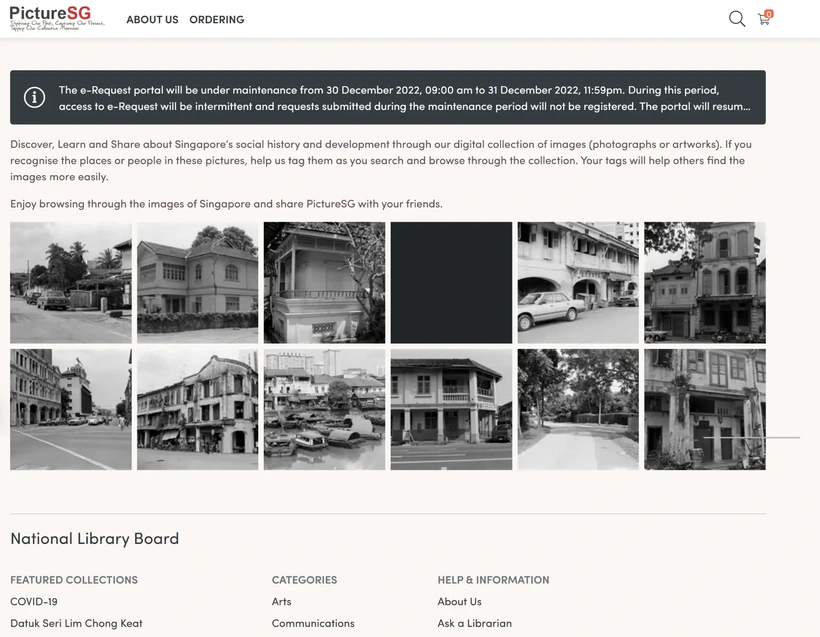 PictureSG
ABOUT US
ORDERING
0
The e-Request portal will be under maintenance from 30 December 2022, 09:00 am to 31 December 2022, 11:59pm. During this period,
access to e-Request will be intermittent and requests submitted during the maintenance period will not be registered. The portal will resum...
Discover, Learn and Share about Singapore's social history and development through our digital collection of images (photographs or artworks). If you
recognise the places or people in these pictures, help us tag them as you search and browse through the collection. Your tags will help others find the
images more easily.
Enjoy browsing through the images of Singapore and share PictureSG with your friends.
National Library Board
FEATURED COLLECTIONS
COVID-19
Datuk Seri Lim Chong Keat
CATEGORIES
Arts
Communications
HELP & INFORMATION
About Us
Ask a Librarian